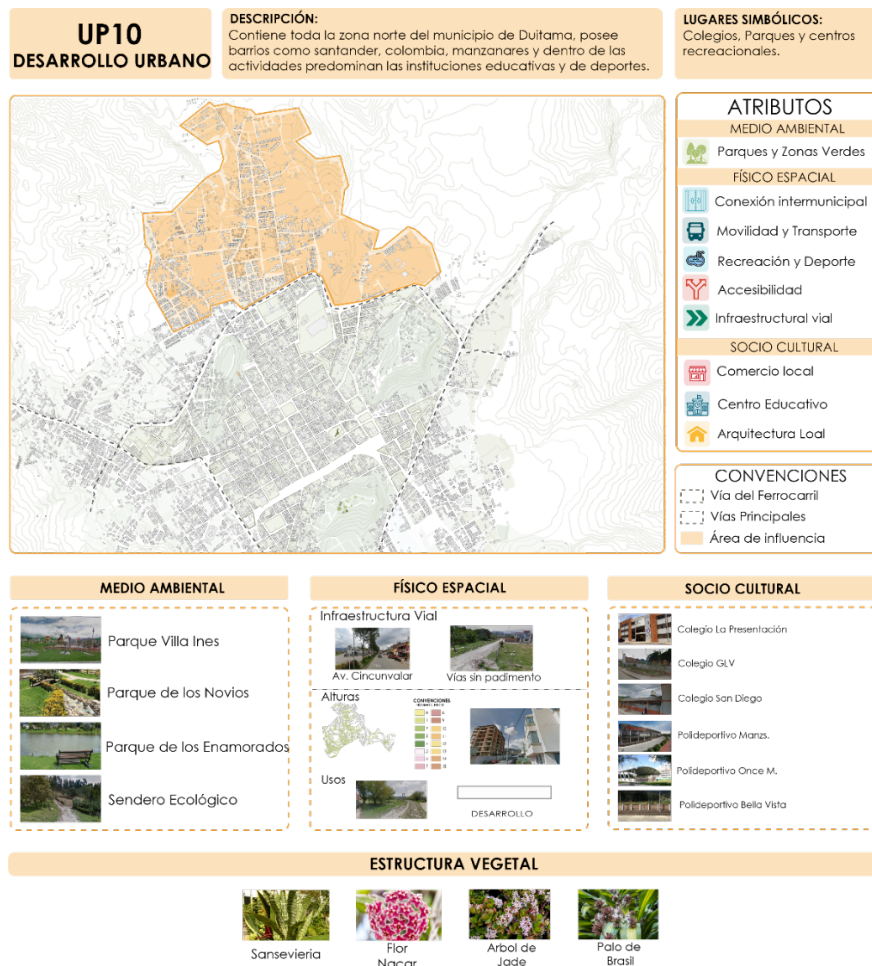 UP10
DESARROLLO URBANO
DESCRIPCIÓN:
Contiene toda la zona norte del municipio de Duitama, posee
barrios como santander, colombia, manzanares y dentro de las
actividades predominan las instituciones educativas y de deportes.
LUGARES SIMBÓLICOS:
Colegios, Parques y centros
recreacionales.
ATRIBUTOS
MEDIO AMBIENTAL
Parques y Zonas Verdes
FÍSICO ESPACIAL
Conexión intermunicipal
Movilidad y Transporte
Recreación y Deporte
Accesibilidad
Infraestructural vial
SOCIO CULTURAL
Comercio local
Centro Educativo
Arquitectura Loal
CONVENCIONES
Vía del Ferrocarril
Vías Principales
Área de influencia
MEDIO AMBIENTAL
Parque Villa Ines
Parque de los Novios
Parque de los Enamorados
Sendero Ecológico
FÍSICO ESPACIAL
Infraestructura Vial
Av. Cincunvalar
Vías sin padimento
Alturas
CONVENCIONES
Usos
DESARROLLO
SOCIO CULTURAL
Colegio La Presentación
Colegio GLV
Colegio San Diego
Polideportivo Manzs.
Polideportivo Once M.
Polideportivo Bella Vista
ESTRUCTURA VEGETAL
Sansevieria
Flor
Nacar
Arbol de
Jade
Palo de
Brasil